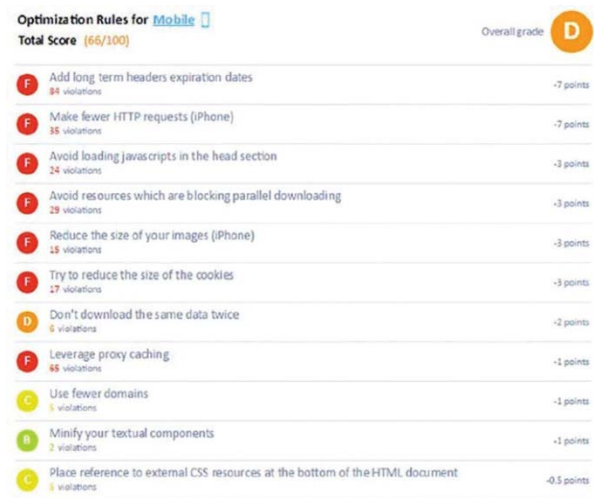 Optimization Rules for Mobile
Total Score (66/100)
Overall grade D
F Add long term headers expiration dates -7 points
84 violations
F Make fewer HTTP requests (iPhone) -7 points
35 violations
F Avoid loading javascripts in the head section -3 points
24 violations
F Avoid resources which are blocking parallel downloading -3 points
29 violations
F Reduce the size of your images (iPhone) -3 points
15 violations
F Try to reduce the size of the cookies -3 points
17 violations
D Don't download the same data twice -2 points
6 violations
F Leverage proxy caching -1 points
65 violations
C Use fewer domains -1 points
violations
B Minify your textual components -1 points
2 violations
C Place reference to external CSS resources at the bottom of the HTML document -0.5 points
violations